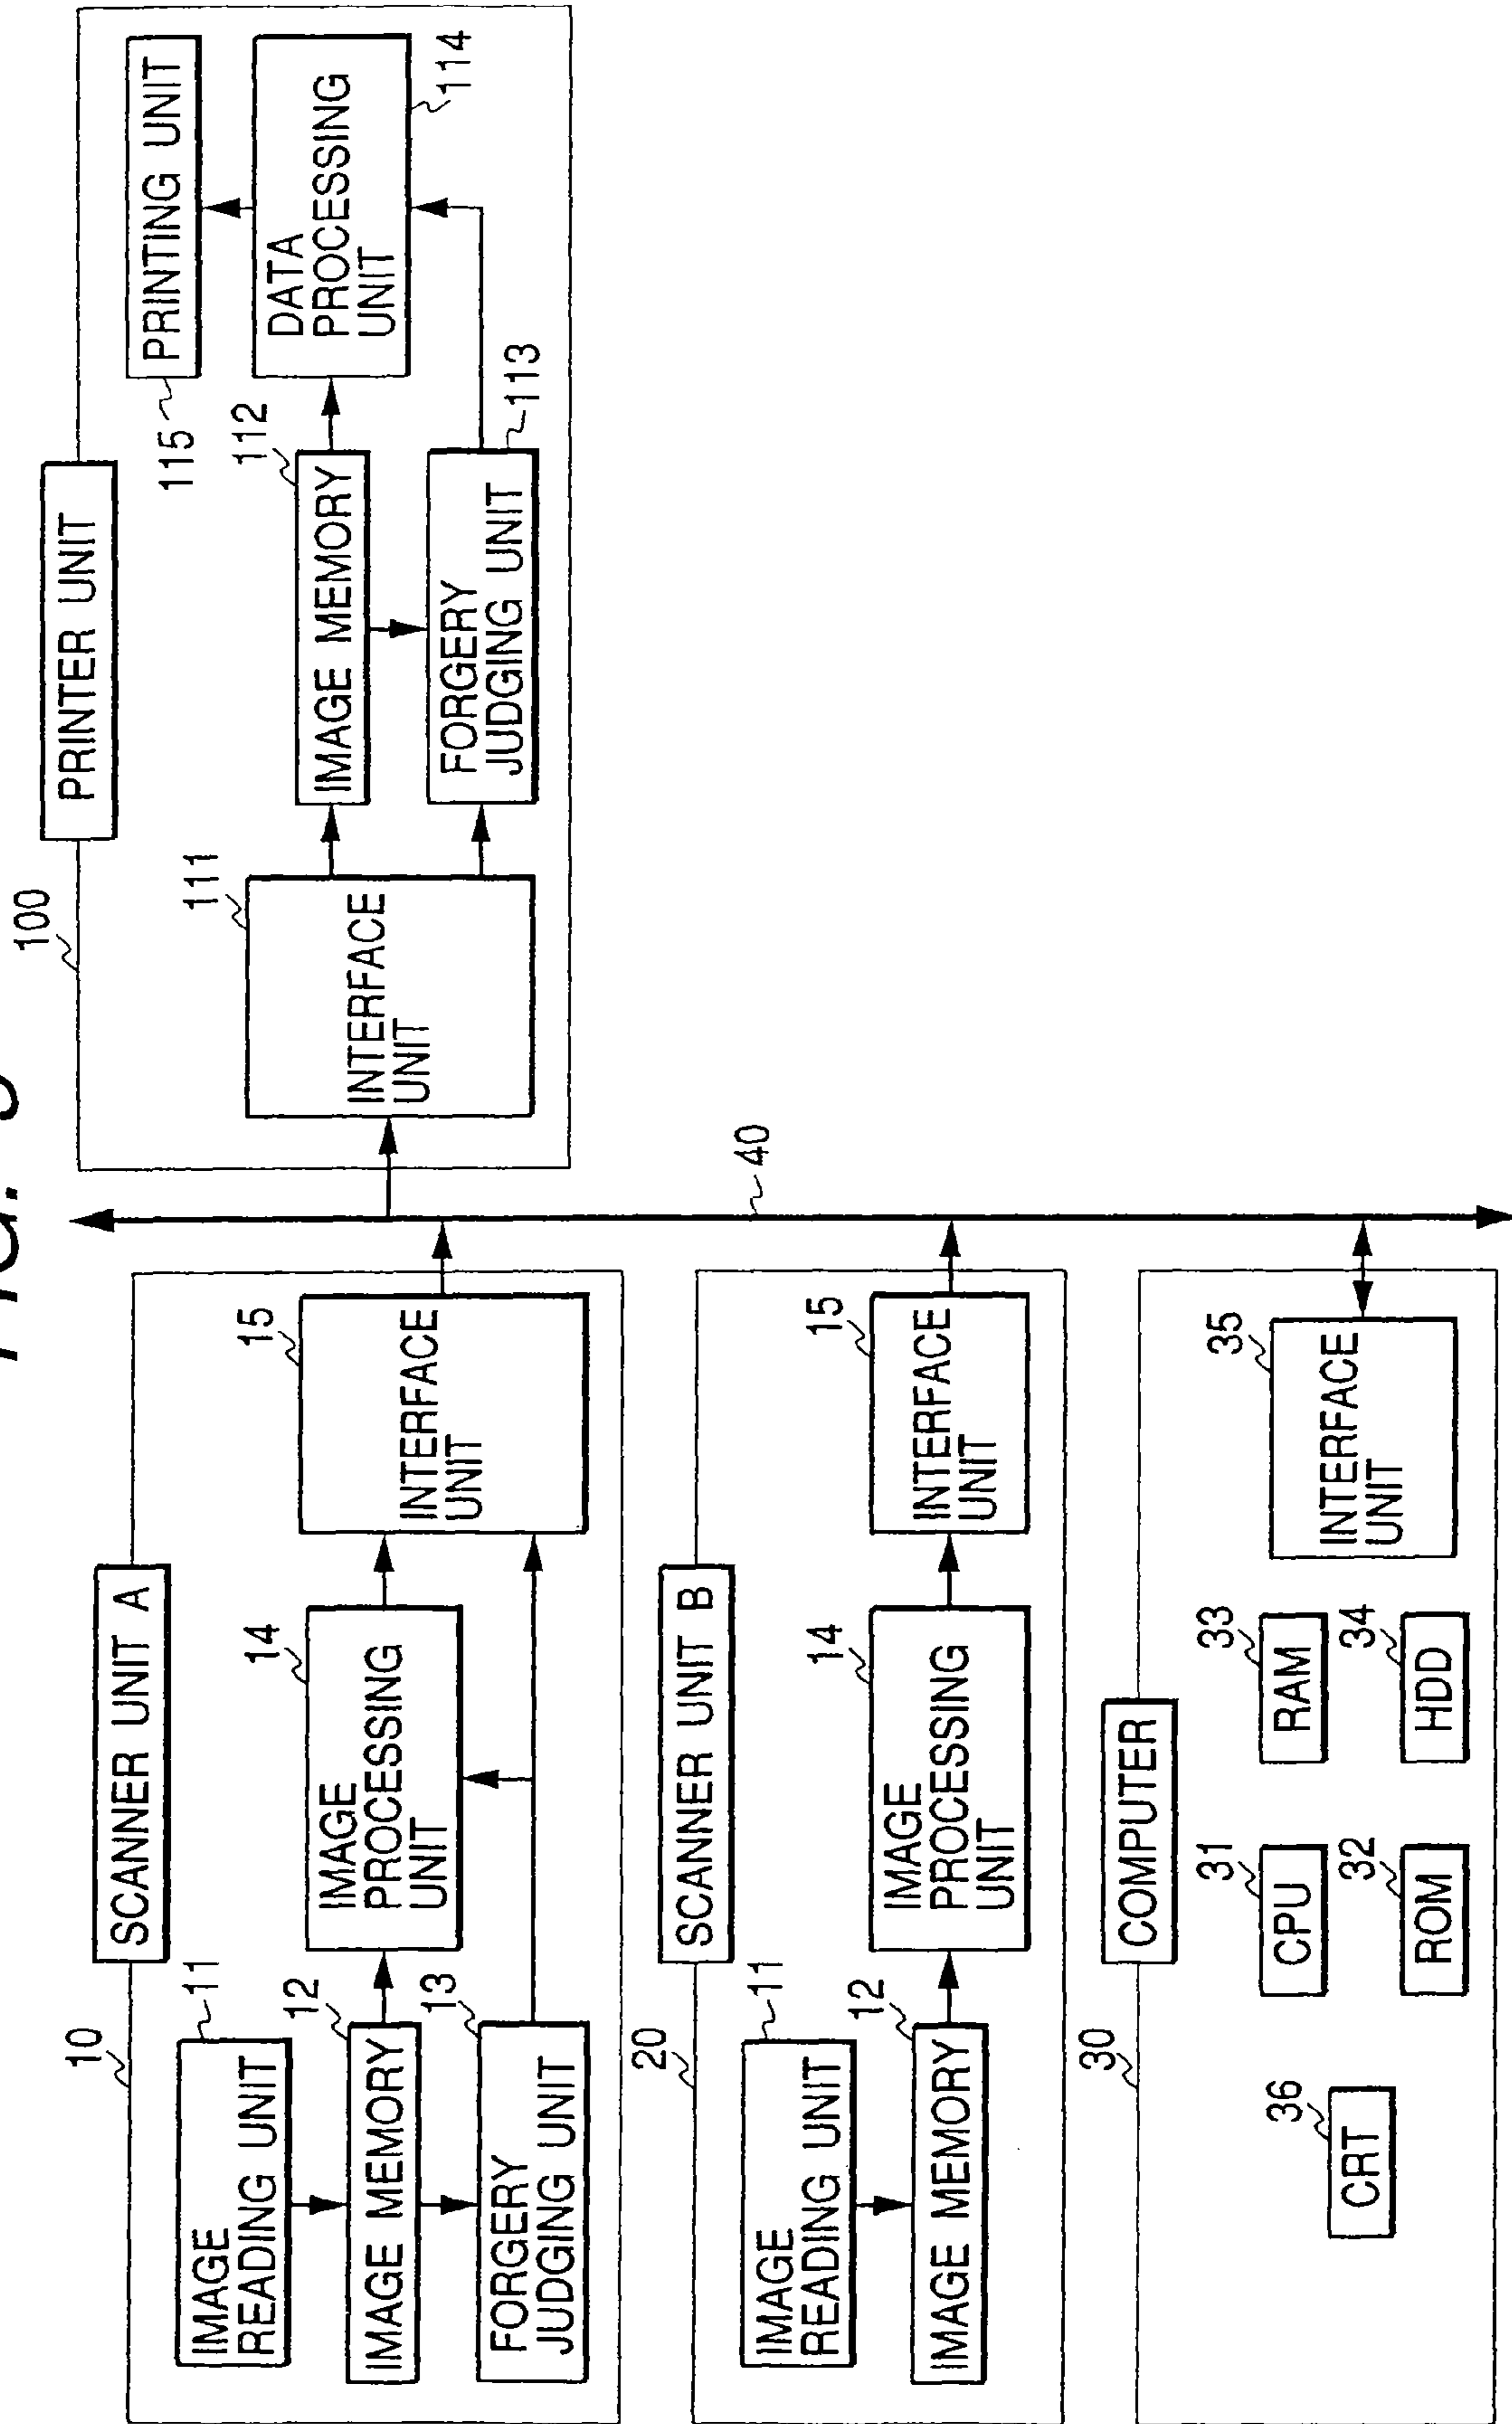 FIG.
10
SCANNER UNIT A
11
IMAGE
READING UNIT
12
IMAGE MEMORY
13
FORGERY
JUDGING UNIT
14
IMAGE
PROCESSING
UNIT
15
INTERFACE
UNIT
20
SCANNER UNIT B
11
IMAGE
READING UNIT
12
IMAGE MEMORY
14
IMAGE
PROCESSING
UNIT
15
INTERFACE
UNIT
30
COMPUTER
36
CRT
31
CPU
32
ROM
33
RAM
34
HDD
35
INTERFACE
UNIT
40
100
PRINTER UNIT
111
INTERFACE
UNIT
112
IMAGE MEMORY
113
FORGERY
JUDGING UNIT
114
DATA
PROCESSING
UNIT
115
PRINTING UNIT